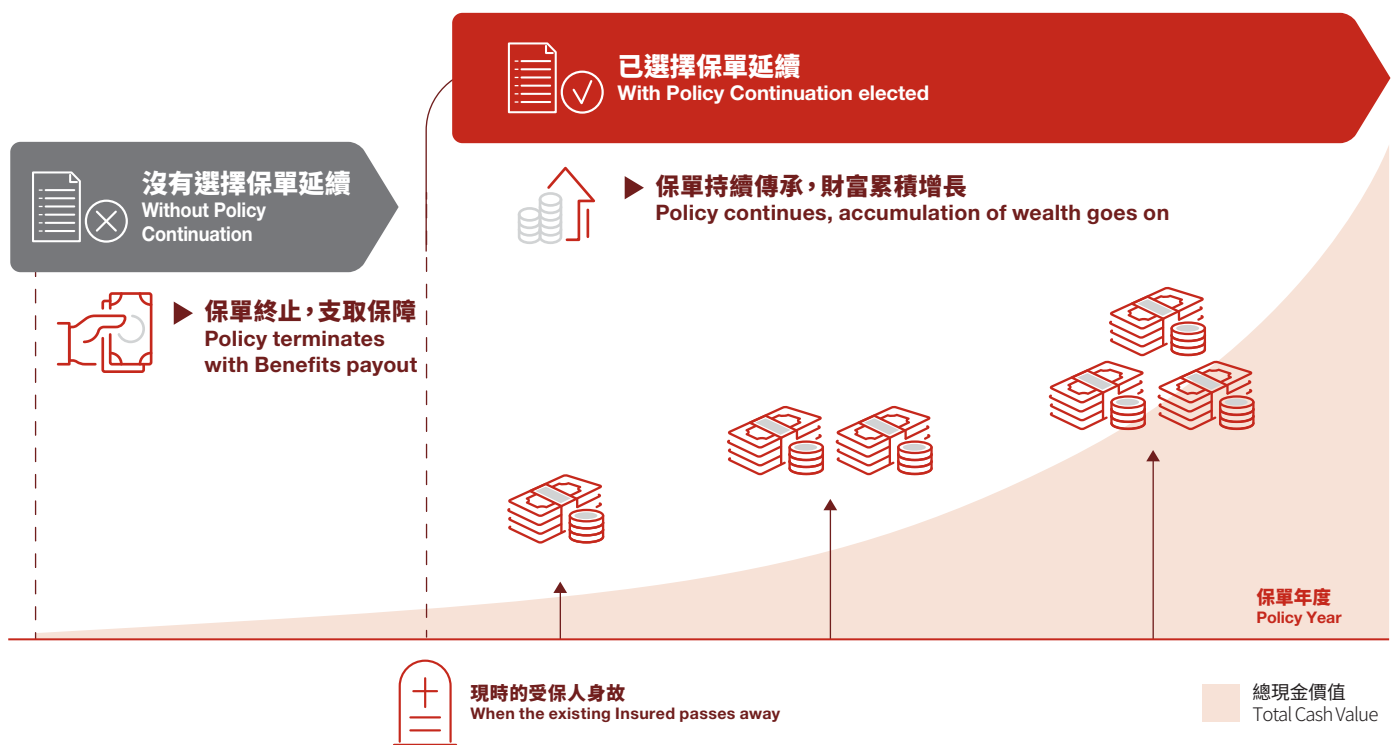 已選擇保單延續
With Policy Continuation elected
沒有選擇保單延續
Without Policy
Continuation
保單持續傳承，財富累積增長
Policy continues, accumulation of wealth goes on
保單終止，支取保障
Policy terminates
with Benefits payout
保單年度
Policy Year
現時的受保人身故
When the existing Insured passes away
總現金價值
Total Cash Value